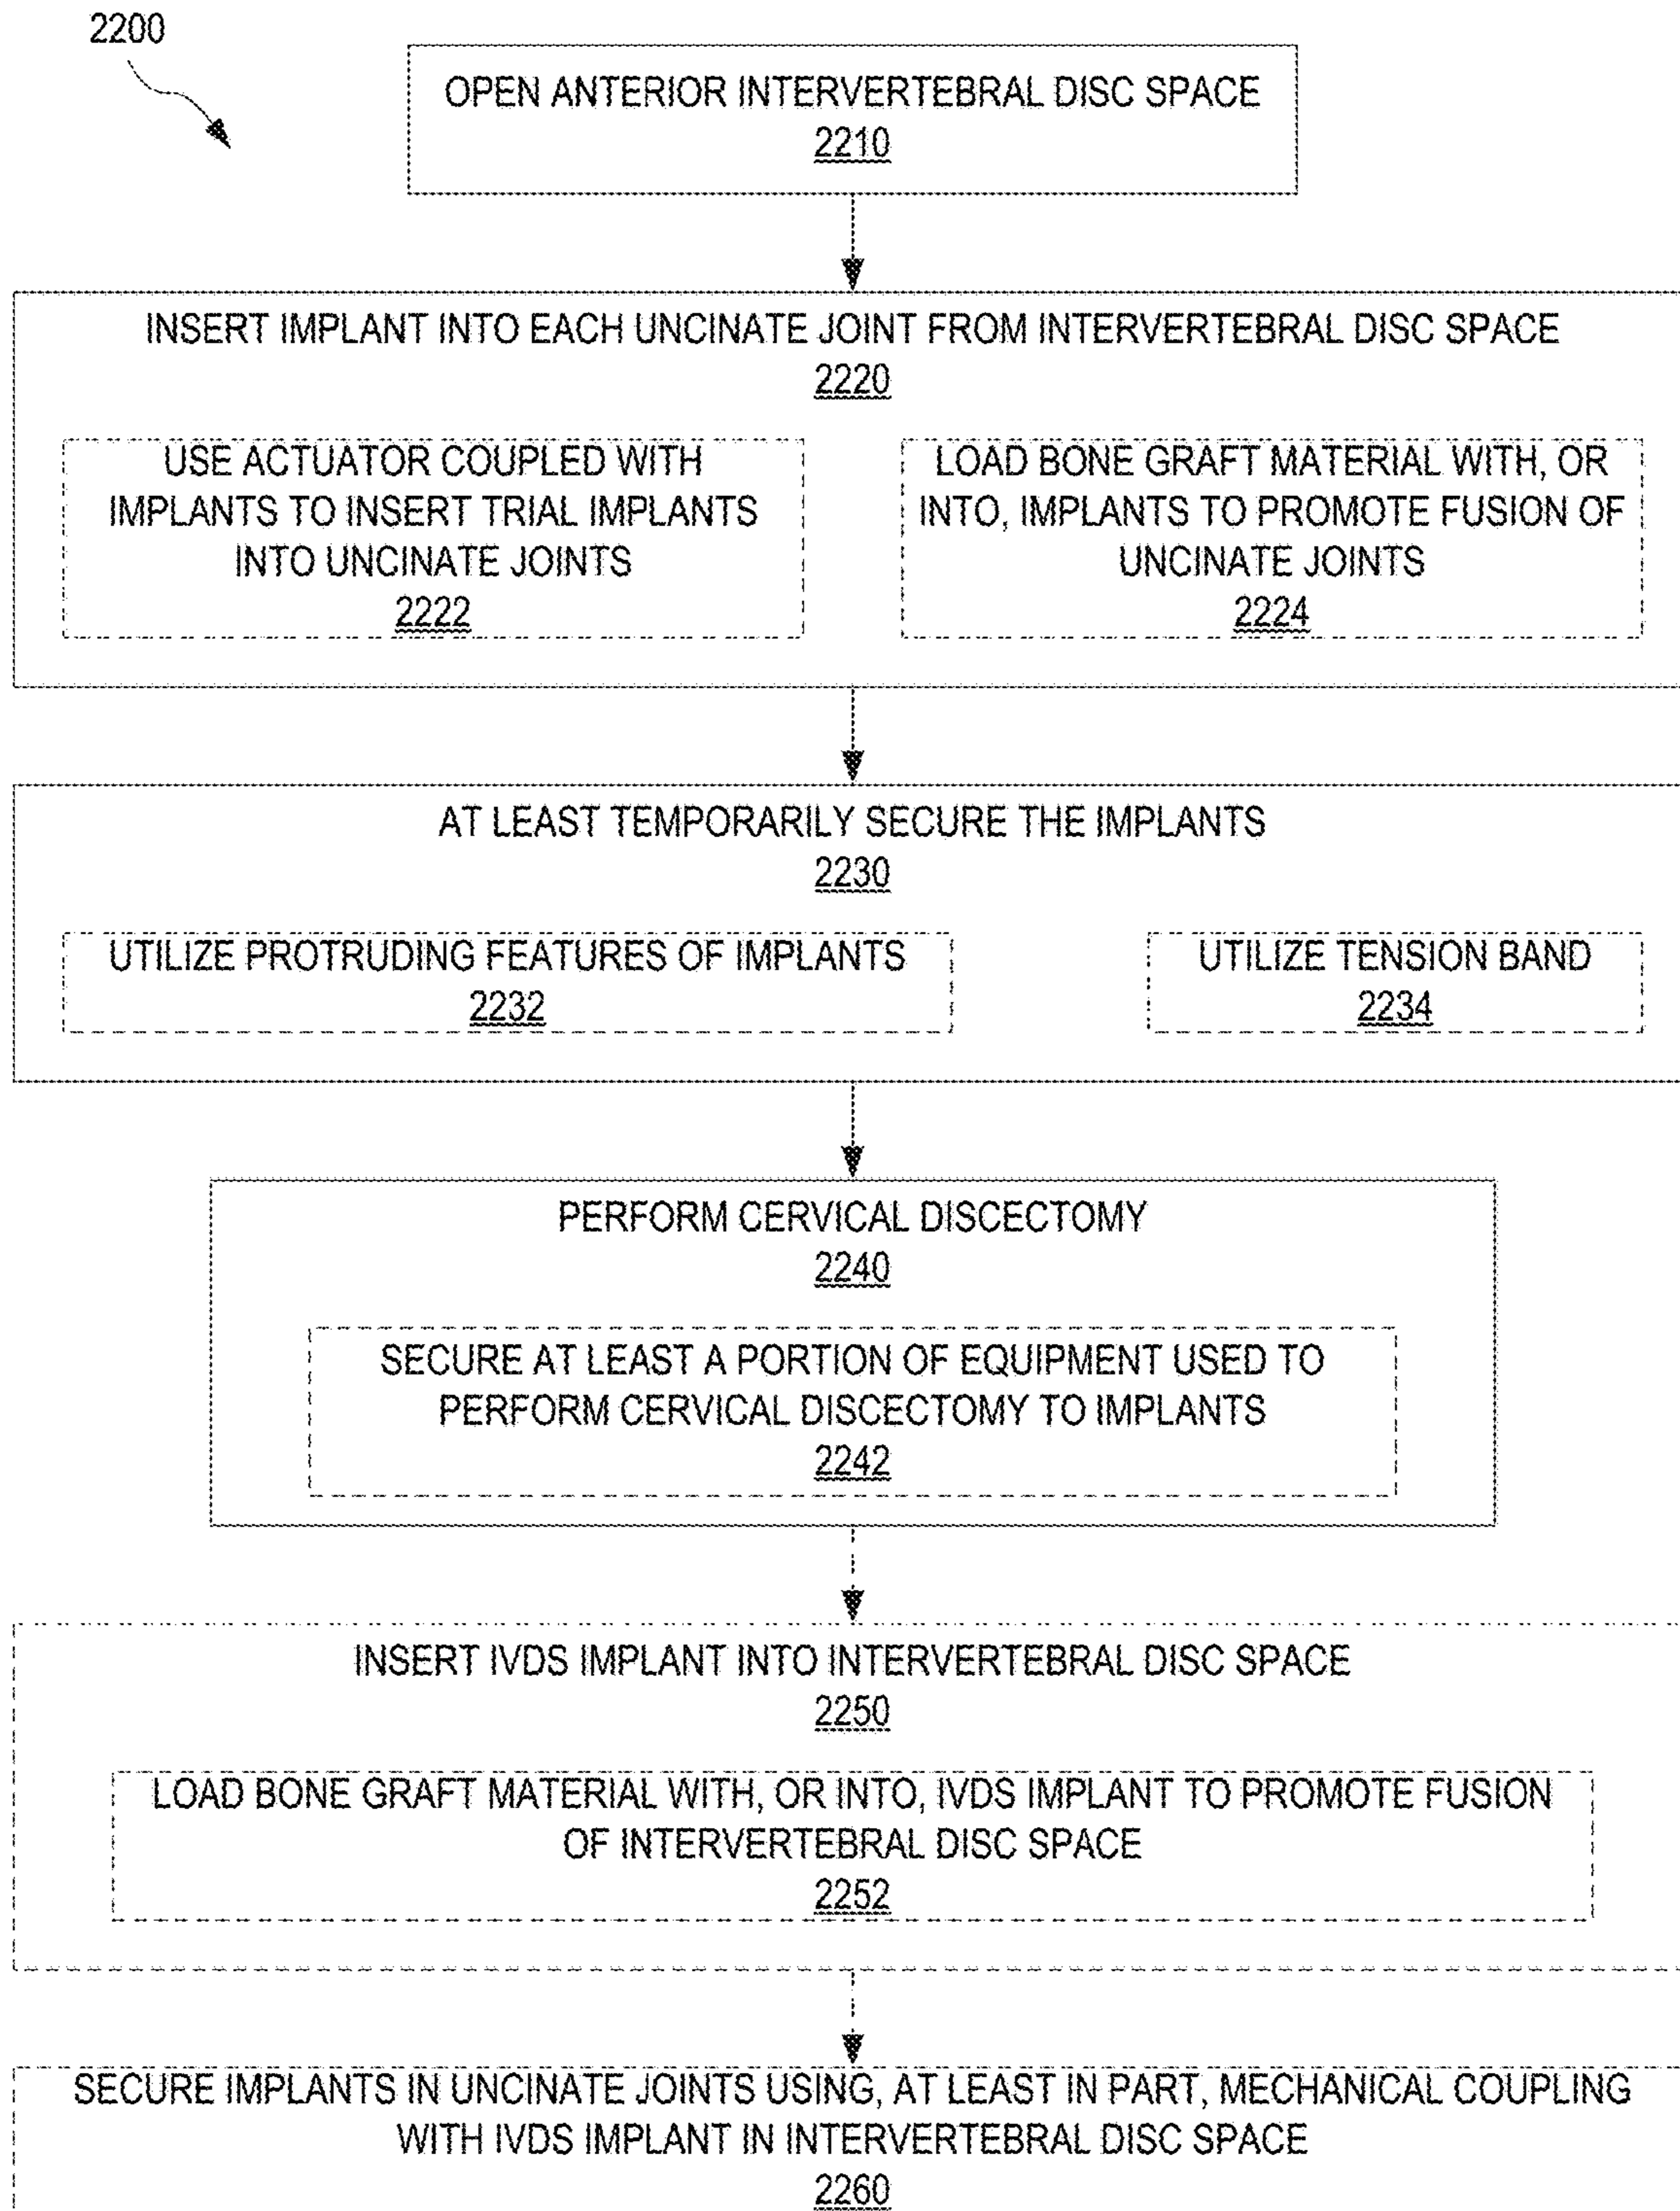 2200
OPEN ANTERIOR INTERVERTEBRAL DISC SPACE
2210
INSERT IMPLANT INTO EACH UNCINATE JOINT FROM INTERVERTEBRAL DISC SPACE
2220
USE ACTUATOR COUPLED WITH
IMPLANTS TO INSERT TRIAL IMPLANTS
INTO UNCINATE JOINTS
2222
LOAD BONE GRAFT MATERIAL WITH, OR
INTO, IMPLANTS TO PROMOTE FUSION OF
UNCINATE JOINTS
2224
AT LEAST TEMPORARILY SECURE THE IMPLANTS
2230
UTILIZE PROTRUDING FEATURES OF IMPLANTS
2232
UTILIZE TENSION BAND
2234
PERFORM CERVICAL DISCECTOMY
2240
SECURE AT LEAST A PORTION OF EQUIPMENT USED TO
PERFORM CERVICAL DISCECTOMY TO IMPLANTS
2242
INSERT IVDS IMPLANT INTO INTERVERTEBRAL DISC SPACE
2250
LOAD BONE GRAFT MATERIAL WITH, OR INTO, IVDS IMPLANT TO PROMOTE FUSION
OF INTERVERTEBRAL DISC SPACE
2252
SECURE IMPLANTS IN UNCINATE JOINTS USING, AT LEAST IN PART, MECHANICAL COUPLING
WITH IVDS IMPLANT IN INTERVERTEBRAL DISC SPACE
2260